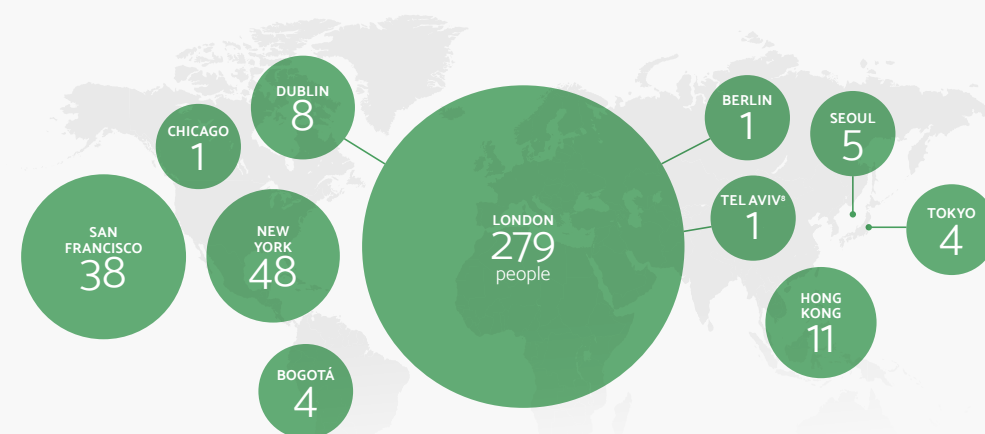 DUBLIN
8
CHICAGO
1
SAN
FRANCISCO
38
NEW
YORK
48
BOGOTÁ
4
LONDON
279
people
BERLIN
1
SEOUL
5
TEL AVIV⁸
1
TOKYO
4
HONG
KONG
11